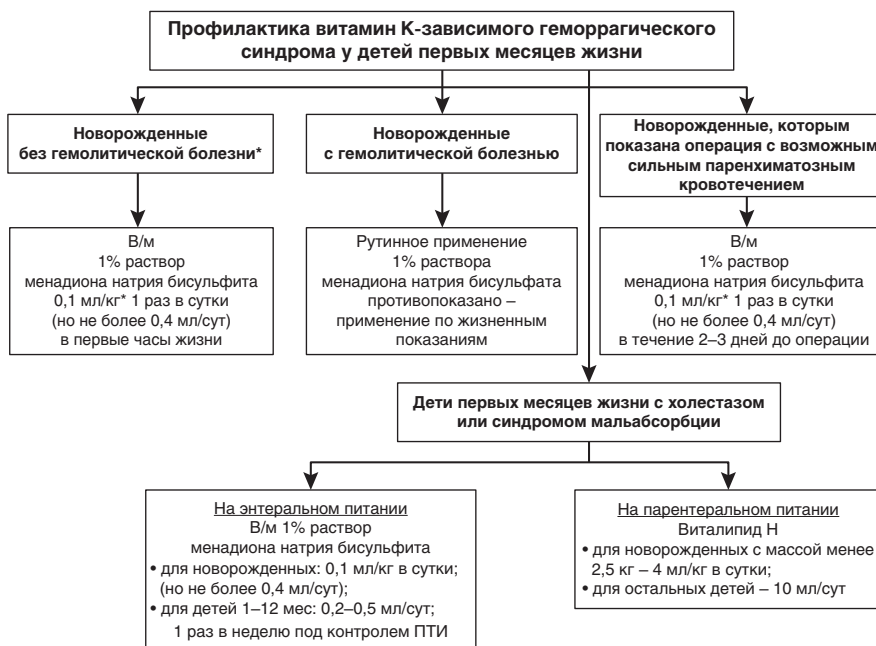 Профилактика витамин К-зависимого геморрагического
синдрома у детей первых месяцев жизни
Новорожденные
без гемолитической болезни*
Новорожденные
с гемолитической болезнью
Новорожденные, которым
показана операция с возможным
сильным паренхиматозным
кровотечением
В/м
1% раствор
менадиона натрия бисульфита
0,1 мл/кг* 1 раз в сутки
(но не более 0,4 мл/сут)
в первые часы жизни
Рутинное применение
1% раствора
менадиона натрия бисульфата
противопоказано –
применение по жизненным
показаниям
В/м
1% раствор
менадиона натрия бисульфита
0,1 мл/кг* 1 раз в сутки
(но не более 0,4 мл/сут)
в течение 2–3 дней до операции
Дети первых месяцев жизни с холестазом
или синдромом мальабсорбции
На энтеральном питании
В/м 1% раствор
менадиона натрия бисульфита
• для новорожденных: 0,1 мл/кг в сутки;
(но не более 0,4 мл/сут);
• для детей 1–12 мес: 0,2–0,5 мл/сут;
1 раз в неделю под контролем ПТИ
На парентеральном питании
Виталипид Н
• для новорожденных с массой менее
2,5 кг – 4 мл/кг в сутки;
• для остальных детей – 10 мл/сут